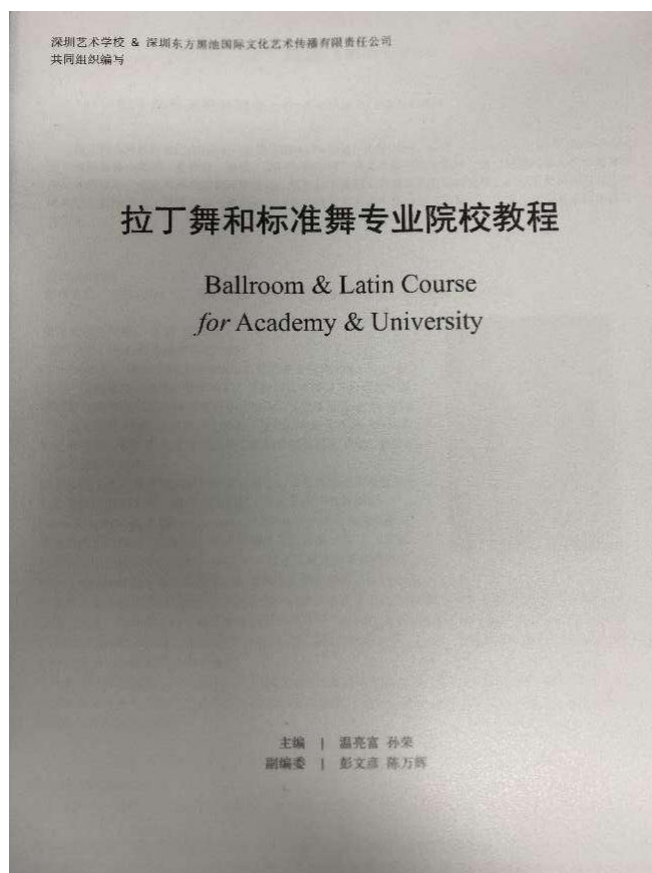 深圳艺术学校 & 深圳东方黑池国际文化艺术传播有限责任公司
共同组织编写
拉丁舞和标准舞专业院校教程
Ballroom & Latin Course
for Academy & University
主编 | 温亮富 孙荣
副编委 | 彭文彦 陈万辉